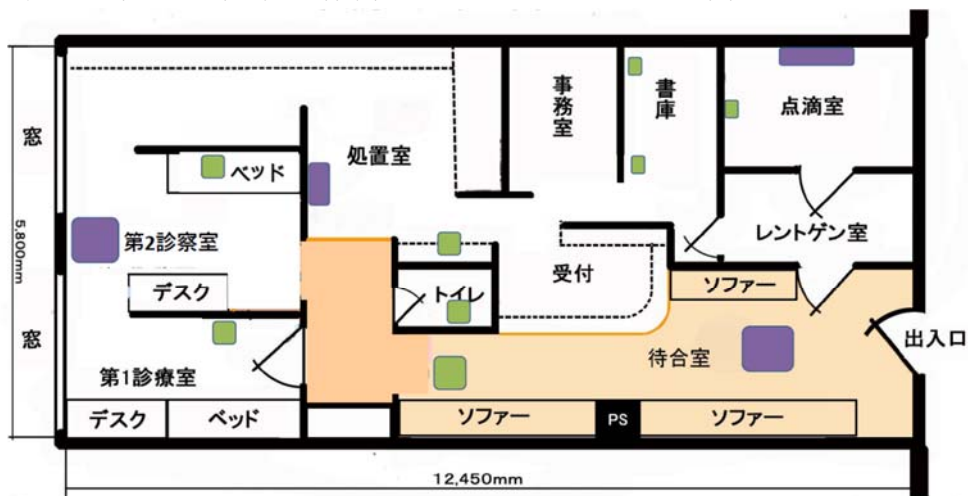 窓
窓
5,800mm
ベッド
第2診察室
デスク
第1診療室
デスク
ベッド
処置室
トイレ
事務室
書庫
受付
点滴室
レントゲン室
ソファー
待合室
出入口
ソファー
PS
ソファー
12,450mm